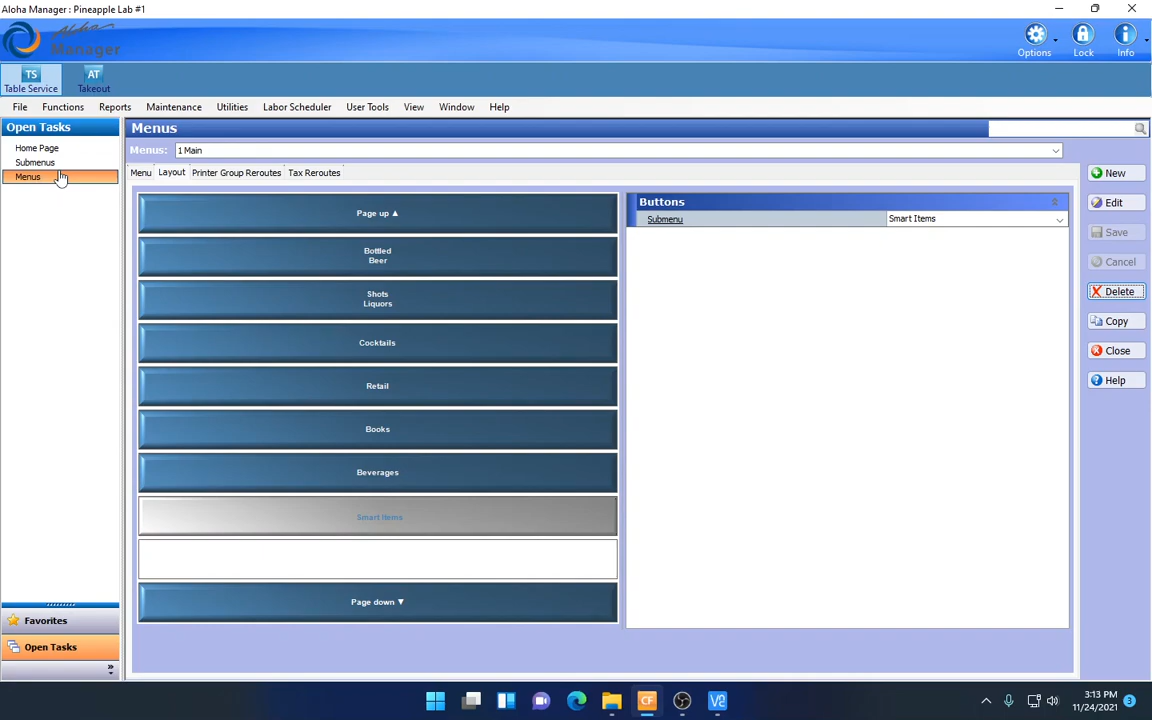 Aloha Manager : Pineapple Lab #1
Aloha
Manager
Options
Lock
Info
TS
Table Service
AT
Takeout
File Functions Reports Maintenance Utilities Labor Scheduler User Tools View Window Help
Open Tasks
Home Page
Submenus
Menus
Menus
Menus: 1 Main
Menu Layout Printer Group Reroutes Tax Reroutes
Page up ▲
Bottled
Beer
Shots
Liquors
Cocktails
Retail
Books
Beverages
Smart Items
Page down ▼
Buttons
Submenu Smart Items
New
Edit
Save
Cancel
Delete
Copy
Close
Help
Favorites
Open Tasks
»
CF
3:13 PM
11/24/2021
3